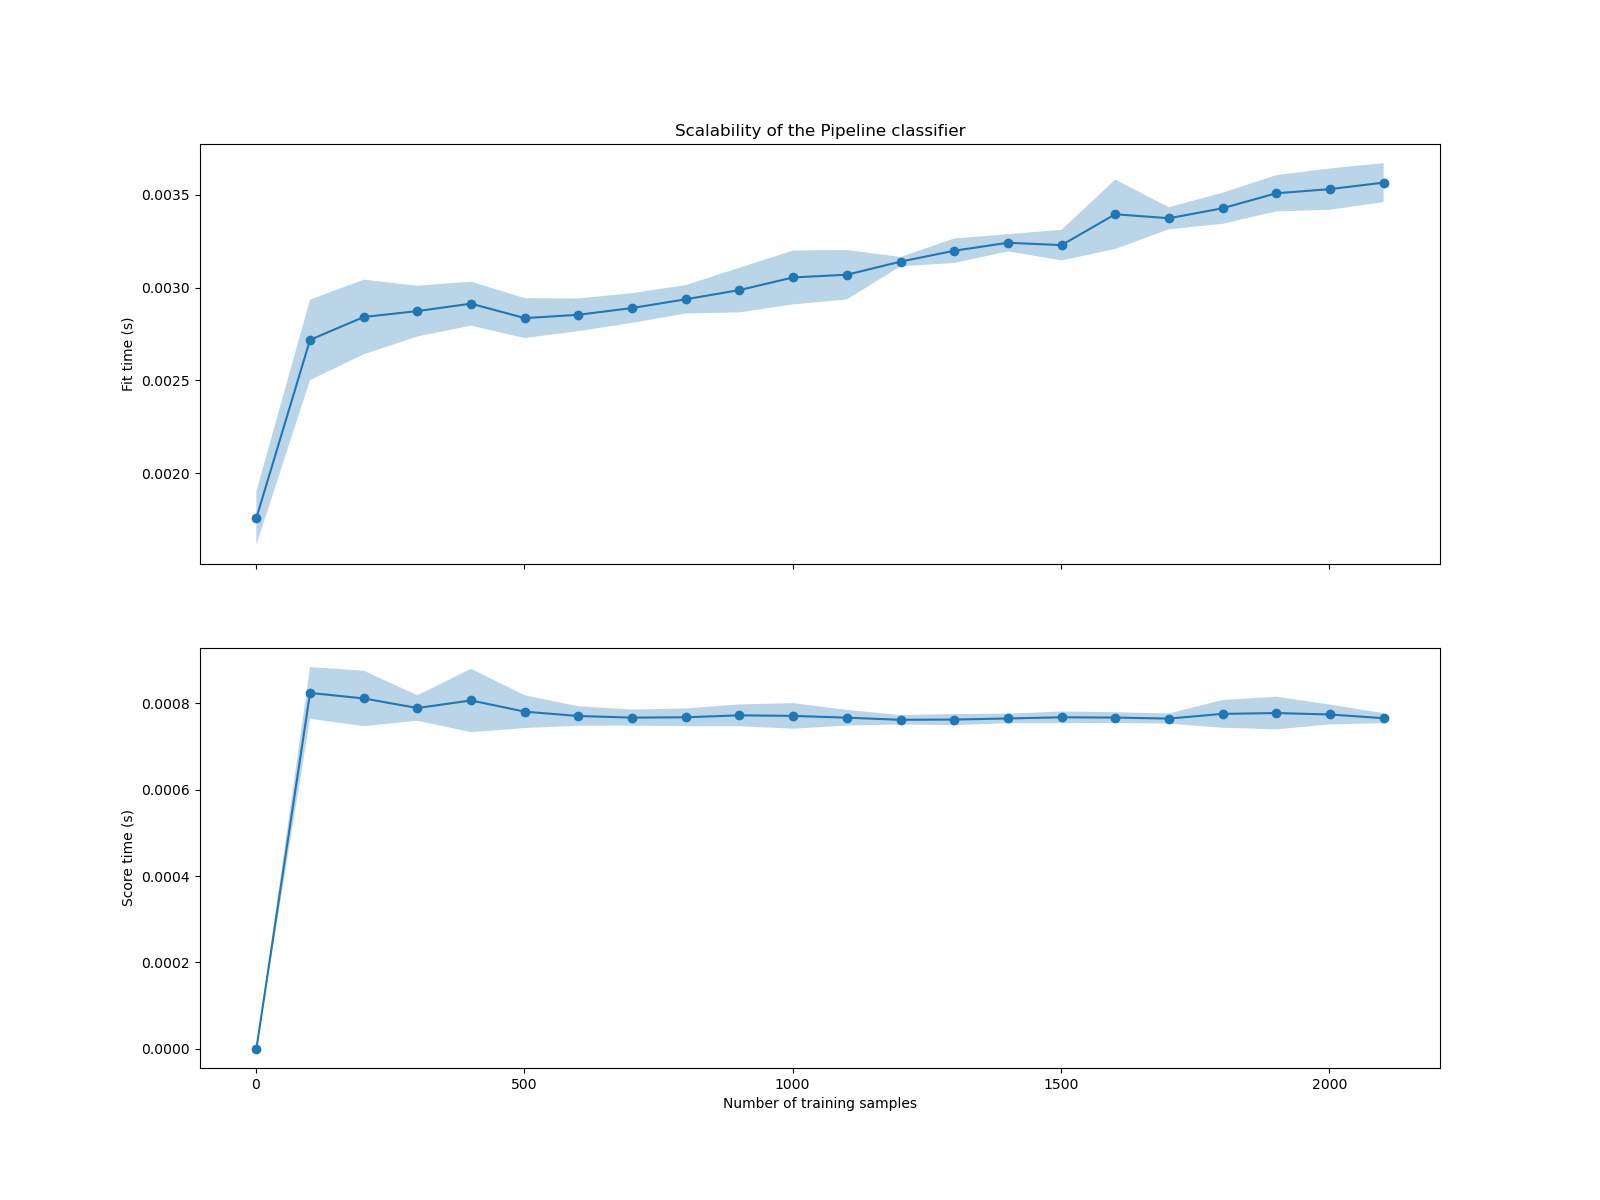 Scalability of the Pipeline classifier
0.0035
0.0030
0.0025
0.0020
Fit time (s)
0.0008
0.0006
0.0004
0.0002
0.0000
Score time (s)
0 500 1000 1500 2000
Number of training samples